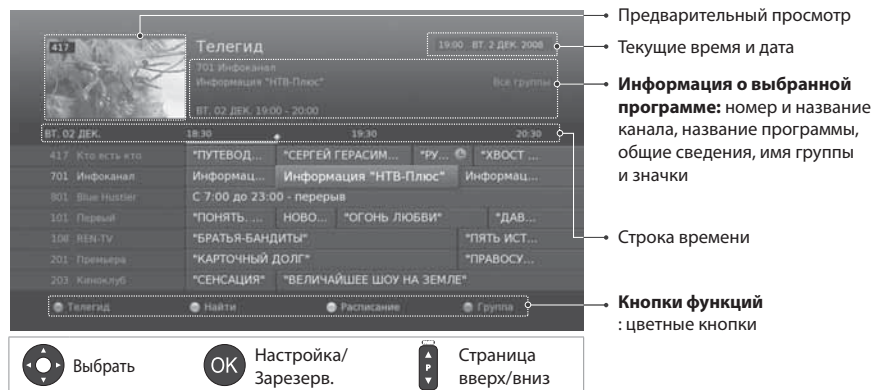 Предварительный просмотр
417
Телегид
19:00 ВТ. 2 ДЕК. 2008
Текущие время и дата
701 Инфоканал
Информация "НТВ-Плюс"
Все группы
ВТ. 02 ДЕК. 19:00 - 20:00
Информация о выбранной
программе: номер и название
канала, название программы,
общие сведения, имя группы
и значки
ВТ. 02 ДЕК. 18:30 19:30 20:30
417 Кто есть кто "ПУТЕВОД... "СЕРГЕЙ ГЕРАСИМ... "РУ... "ХВОСТ ...
701 Инфоканал Информац... Информация "НТВ-Плюс" Информац...
801 Blue Hustler С 7:00 до 23:00 - перерыв
101 Первый "ПОНЯТЬ. ... НОВО... "ОГОНЬ ЛЮБВИ" "ДАВ...
108 REN-TV "БРАТЬЯ-БАНДИТЫ" "ПЯТЬ ИСТ...
201 Премьера "КАРТОЧНЫЙ ДОЛГ" "ПРАВОСУ...
203 Киноклуб "СЕНСАЦИЯ" "ВЕЛИЧАЙШЕЕ ШОУ НА ЗЕМЛЕ"
Строка времени
Телегид Найти Расписание Группа
Кнопки функций
: цветные кнопки
Выбрать
OK
Настройка/
Зарезерв.
P
Страница
вверх/вниз